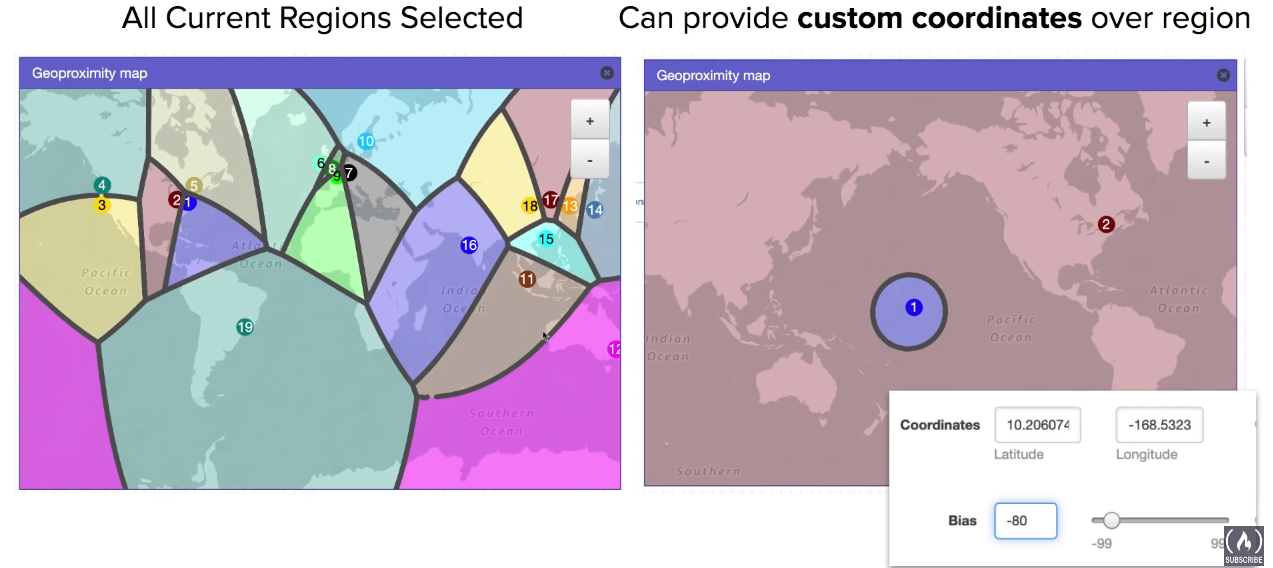 All Current Regions Selected
Can provide custom coordinates over region
Geoproximity map
+
-
10
6
8
9
7
4
5
3
2
1
18
17
13
14
15
16
11
19
12
Atlantic
Ocean
Pacific
Ocean
Indian
Ocean
Southern
Ocean
Geoproximity map
+
-
2
1
Pacific
Ocean
Atlantic
Ocean
Indian
Ocean
Southern
Coordinates
10.206074
-168.5323
Latitude
Longitude
Bias
-80
-99
99
SUBSCRIBE